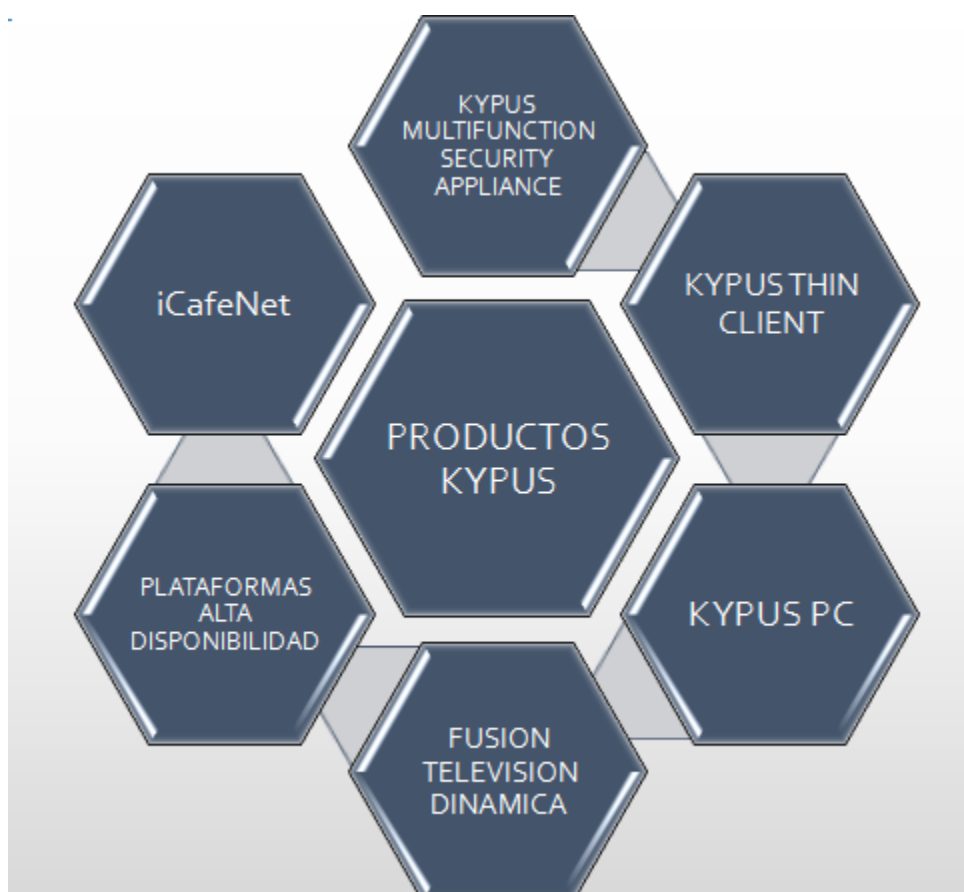 KYPUS
MULTIFUNCTION
SECURITY
APPLIANCE
iCafeNet
KYPUS THIN
CLIENT
PRODUCTOS
KYPUS
PLATAFORMAS
ALTA
DISPONIBILIDAD
KYPUS PC
FUSION
TELEVISION
DINAMICA